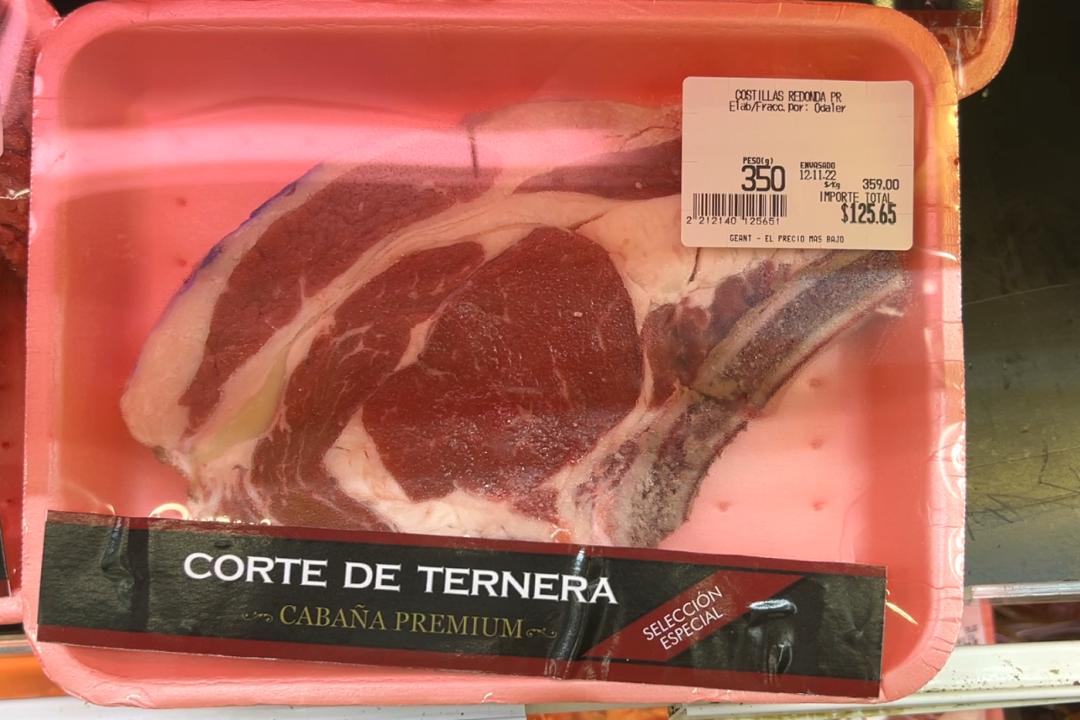 COSTILLAS REDONDA PR
Elab/Fracc. por: Odaler
PESO(g) ENVASADO
350 12.11.22
$/Kg 359.00
IMPORTE TOTAL
$125.65
2 212140 125651
GEANT - EL PRECIO MAS BAJO
CORTE DE TERNERA
CABAÑA PREMIUM
SELECCIÓN
ESPECIAL